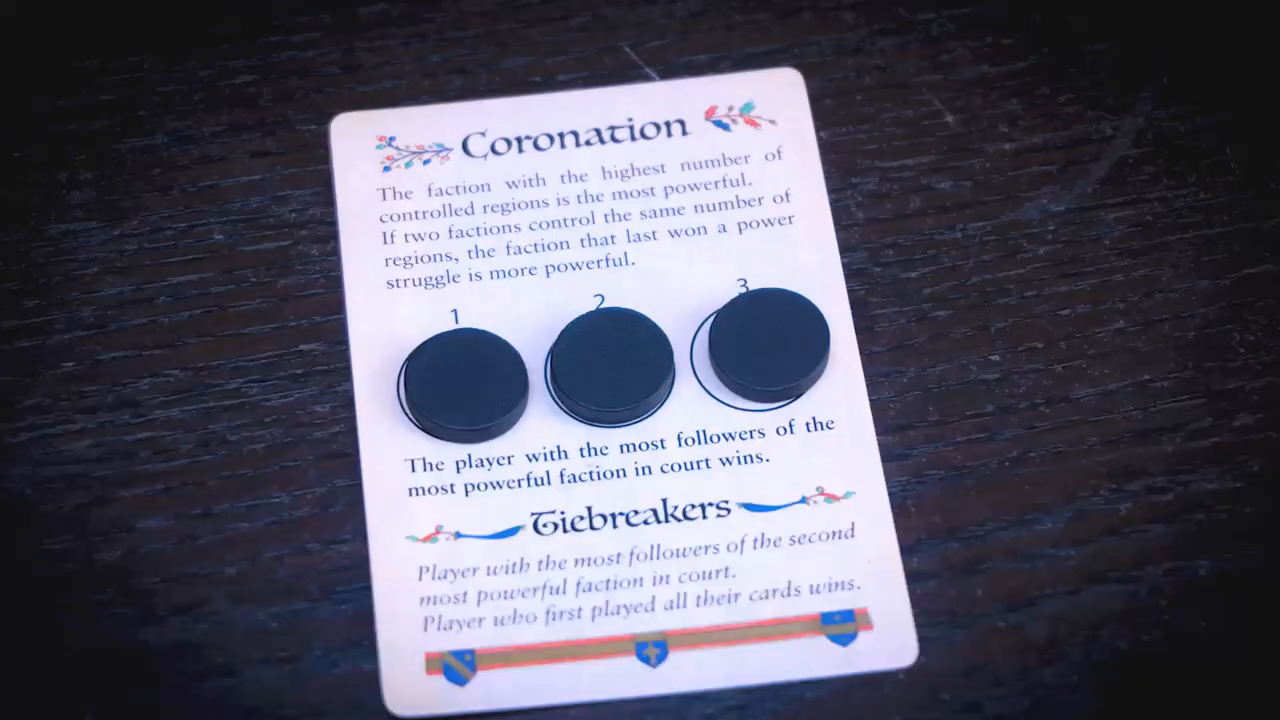 Coronation
The faction with the highest number of
controlled regions is the most powerful.
If two factions control the same number of
regions, the faction that last won a power
struggle is more powerful.
1 2 3
The player with the most followers of the
most powerful faction in court wins.
Tiebreakers
Player with the most followers of the second
most powerful faction in court.
Player who first played all their cards wins.